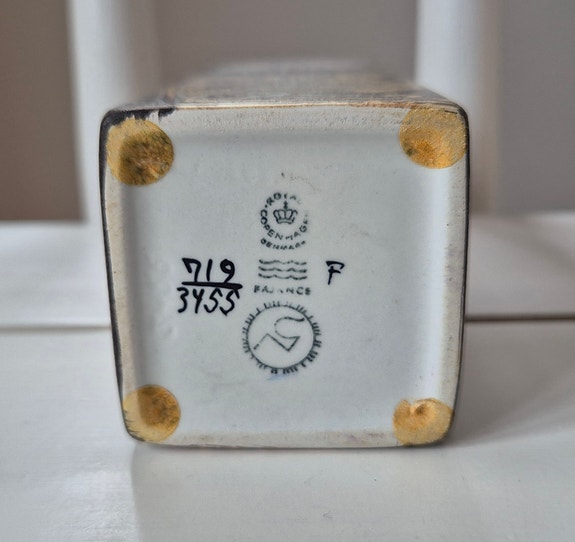 ROYAL
COPENHAGEN
DENMARK
719
3455
F
FAJANCE